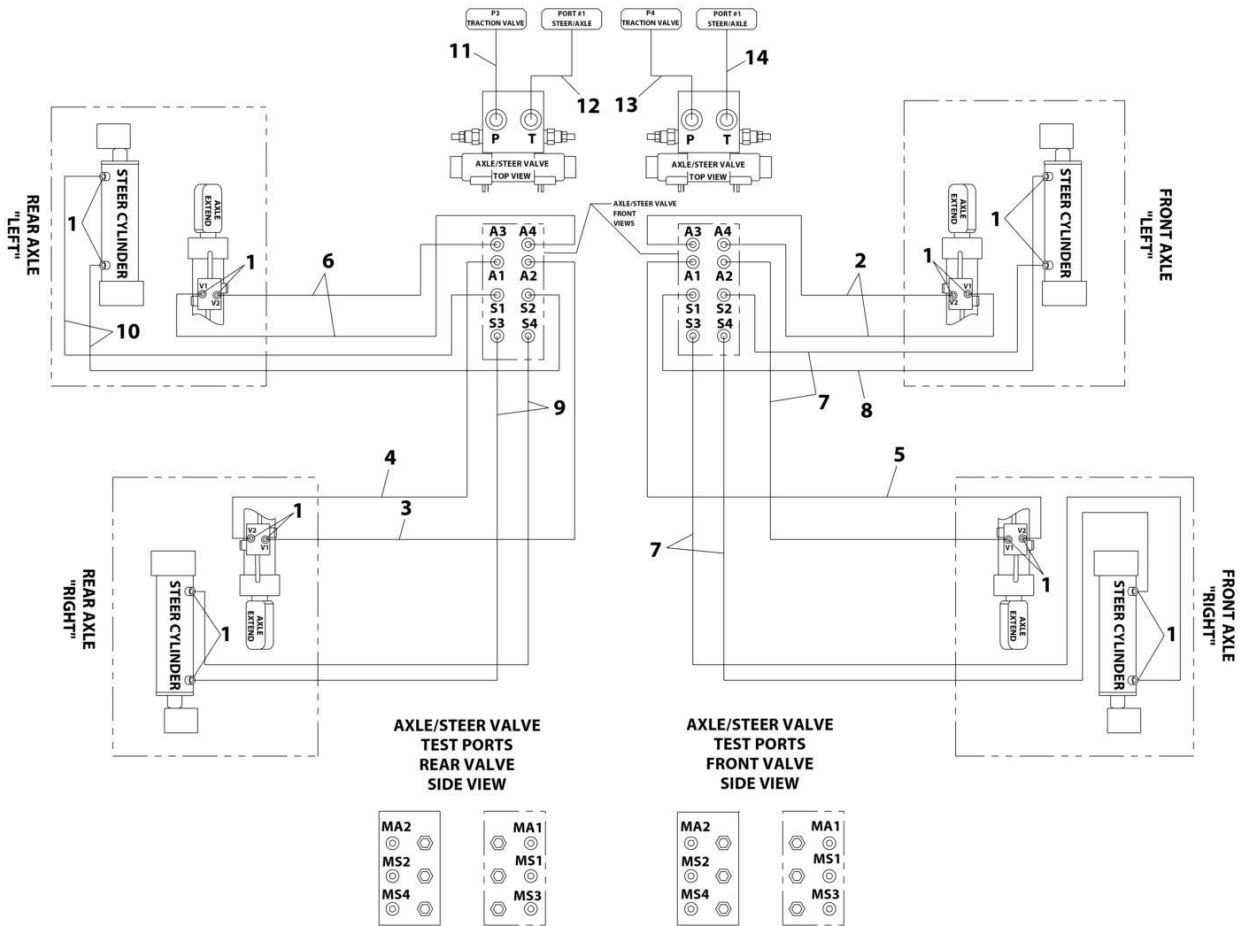 P3
TRACTION VALVE
PORT #1
STEER/AXLE
P4
TRACTION VALVE
PORT #1
STEER/AXLE
11
12
13
14
P
T
P
T
AXLE/STEER VALVE
TOP VIEW
AXLE/STEER VALVE
TOP VIEW
AXLE/STEER VALVE
FRONT
VIEWS
REAR AXLE
"LEFT"
STEER CYLINDER
1
AXLE
EXTEND
1
V1
V2
6
10
A3
A4
A1
A2
S1
S2
S3
S4
A3
A4
A1
A2
S1
S2
S3
S4
2
7
8
9
AXLE
EXTEND
1
V1
V2
STEER CYLINDER
1
FRONT AXLE
"LEFT"
4
3
5
7
REAR AXLE
"RIGHT"
STEER CYLINDER
1
V2
V1
1
AXLE
EXTEND
V2
V1
1
AXLE
EXTEND
STEER CYLINDER
1
FRONT AXLE
"RIGHT"
AXLE/STEER VALVE
TEST PORTS
REAR VALVE
SIDE VIEW
AXLE/STEER VALVE
TEST PORTS
FRONT VALVE
SIDE VIEW
MA2
MS2
MS4
MA1
MS1
MS3
MA2
MS2
MS4
MA1
MS1
MS3